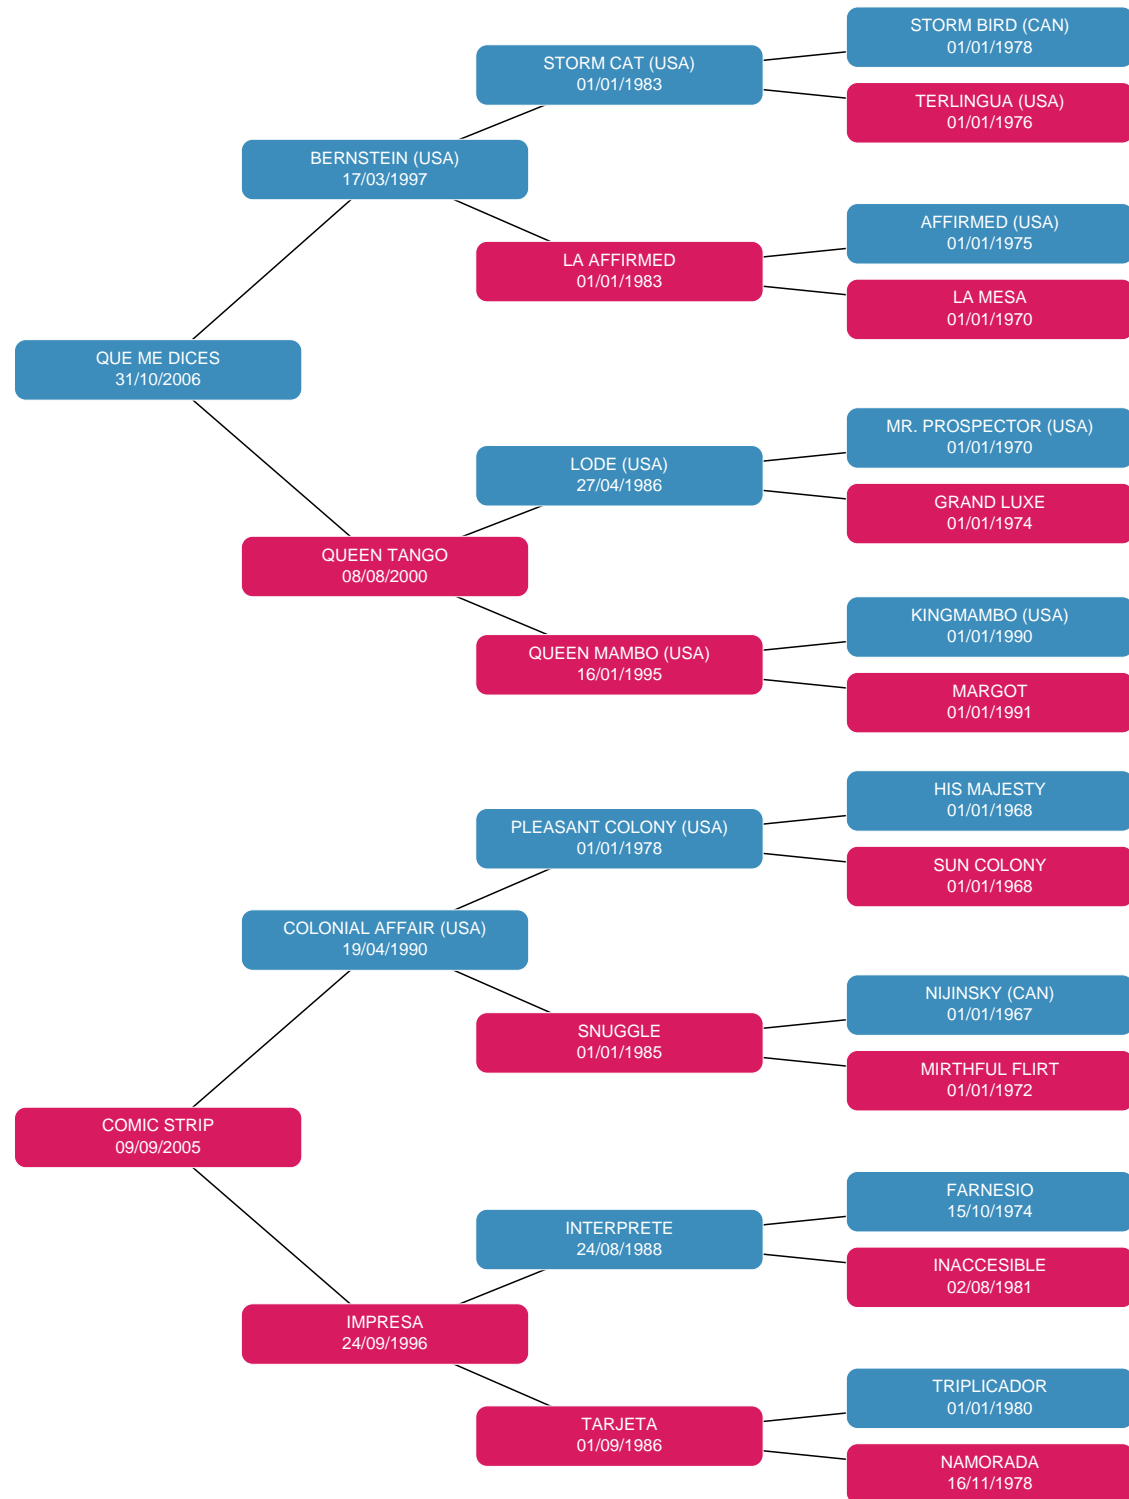 STORM BIRD (CAN)
01/01/1978
STORM CAT (USA)
01/01/1983
TERLINGUA (USA)
01/01/1976
BERNSTEIN (USA)
17/03/1997
AFFIRMED (USA)
01/01/1975
LA AFFIRMED
01/01/1983
LA MESA
01/01/1970
QUE ME DICES
31/10/2006
MR. PROSPECTOR (USA)
01/01/1970
LODE (USA)
27/04/1986
GRAND LUXE
01/01/1974
QUEEN TANGO
08/08/2000
KINGMAMBO (USA)
01/01/1990
QUEEN MAMBO (USA)
16/01/1995
MARGOT
01/01/1991
HIS MAJESTY
01/01/1968
PLEASANT COLONY (USA)
01/01/1978
SUN COLONY
01/01/1968
COLONIAL AFFAIR (USA)
19/04/1990
NIJINSKY (CAN)
01/01/1967
SNUGGLE
01/01/1985
MIRTHFUL FLIRT
01/01/1972
COMIC STRIP
09/09/2005
FARNESIO
15/10/1974
INTERPRETE
24/08/1988
INACCESIBLE
02/08/1981
IMPRESA
24/09/1996
TRIPLICADOR
01/01/1980
TARJETA
01/09/1986
NAMORADA
16/11/1978